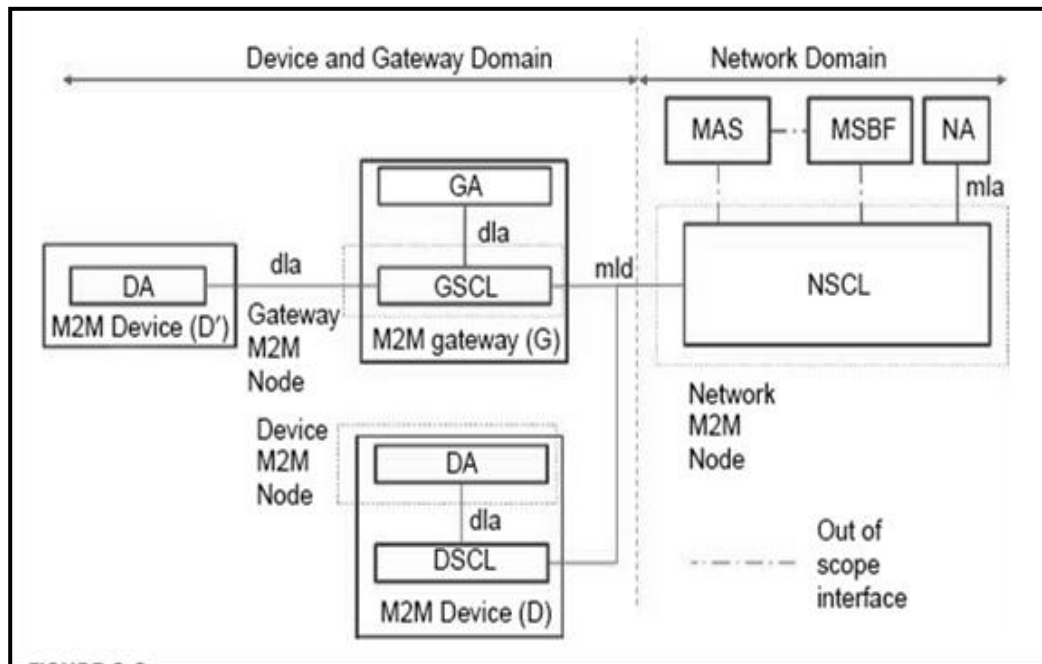 Device and Gateway Domain
Network Domain
MAS
MSBF
NA
mla
GA
dla
GSCL
M2M gateway (G)
dla
DA
M2M Device (D′)
Gateway
M2M
Node
mld
NSCL
Network
M2M
Node
Device
M2M
Node
DA
dla
DSCL
M2M Device (D)
Out of
scope
interface